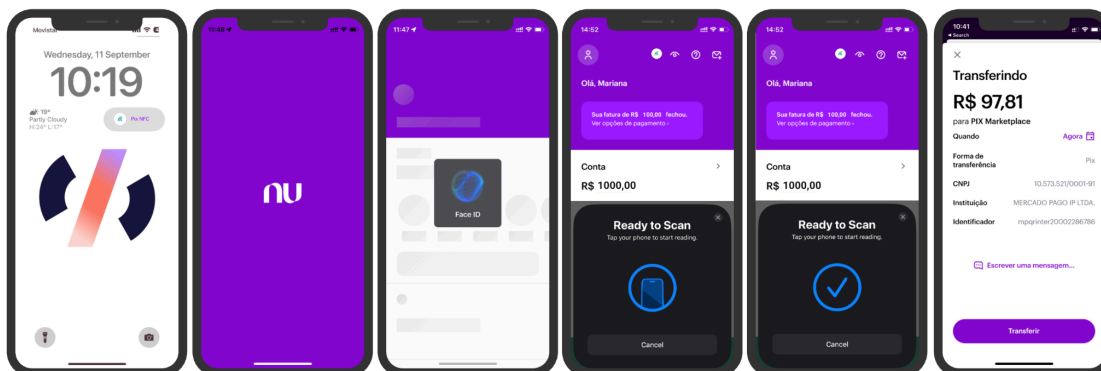 Movistar
Wednesday, 11 September
10:19
19°
Partly Cloudy
H:24° L:17°
Pix NFC
11:46
nu
11:47
Face ID
14:52
Olá, Mariana
Sua fatura de R$ 100,00 fechou.
Ver opções de pagamento ›
Conta
R$ 1000,00
Ready to Scan
Tap your phone to start reading.
Cancel
14:52
Olá, Mariana
Sua fatura de R$ 100,00 fechou.
Ver opções de pagamento ›
Conta
R$ 1000,00
Ready to Scan
Tap your phone to start reading.
Cancel
10:41
Search
Transferindo
R$ 97,81
para PIX Marketplace
Quando Agora
Forma de
transferência Pix
CNPJ 10.573.521/0001-91
Instituição MERCADO PAGO IP LTDA.
Identificador mpqrinter20002286786
Escrever uma mensagem...
Transferir